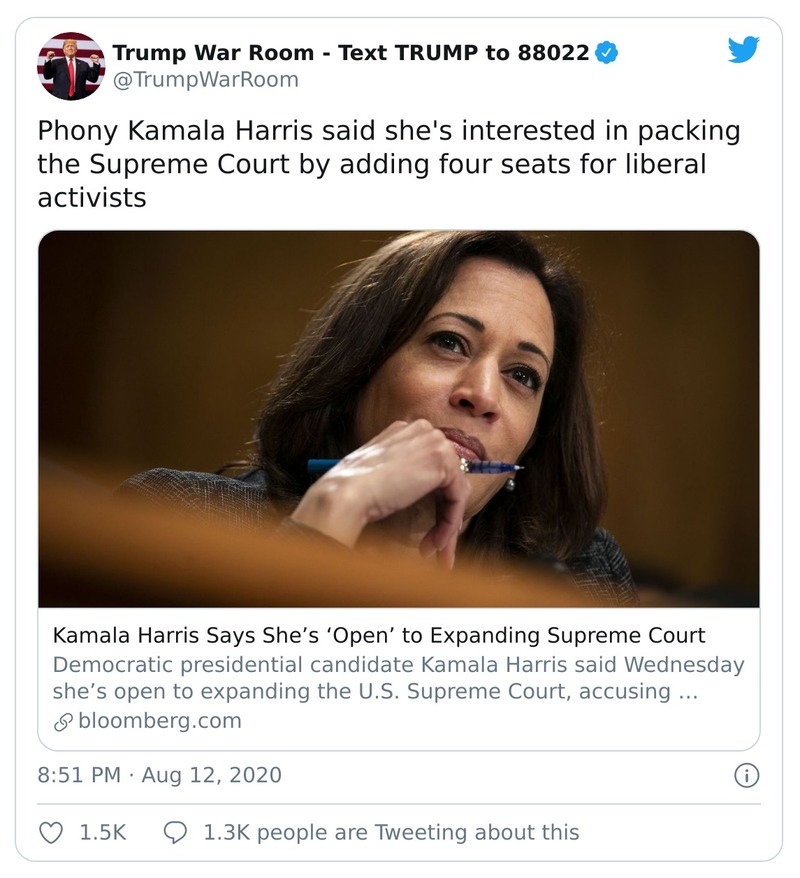 Trump War Room - Text TRUMP to 88022
@TrumpWarRoom
Phony Kamala Harris said she's interested in packing
the Supreme Court by adding four seats for liberal
activists
Kamala Harris Says She’s ‘Open’ to Expanding Supreme Court
Democratic presidential candidate Kamala Harris said Wednesday
she’s open to expanding the U.S. Supreme Court, accusing …
bloomberg.com
8:51 PM · Aug 12, 2020
1.5K 1.3K people are Tweeting about this